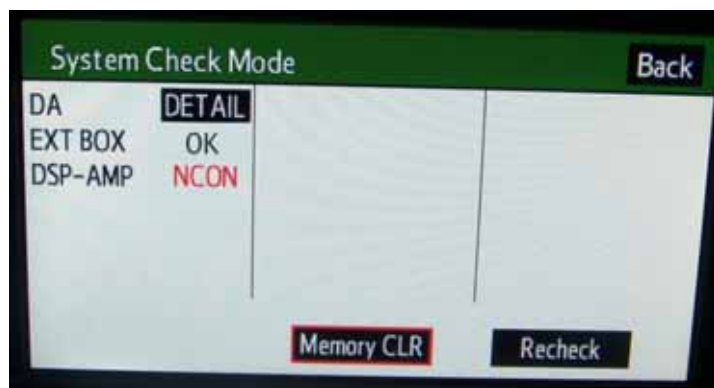 System Check Mode Back
DA DETAIL
EXT BOX OK
DSP-AMP NCON
Memory CLR Recheck